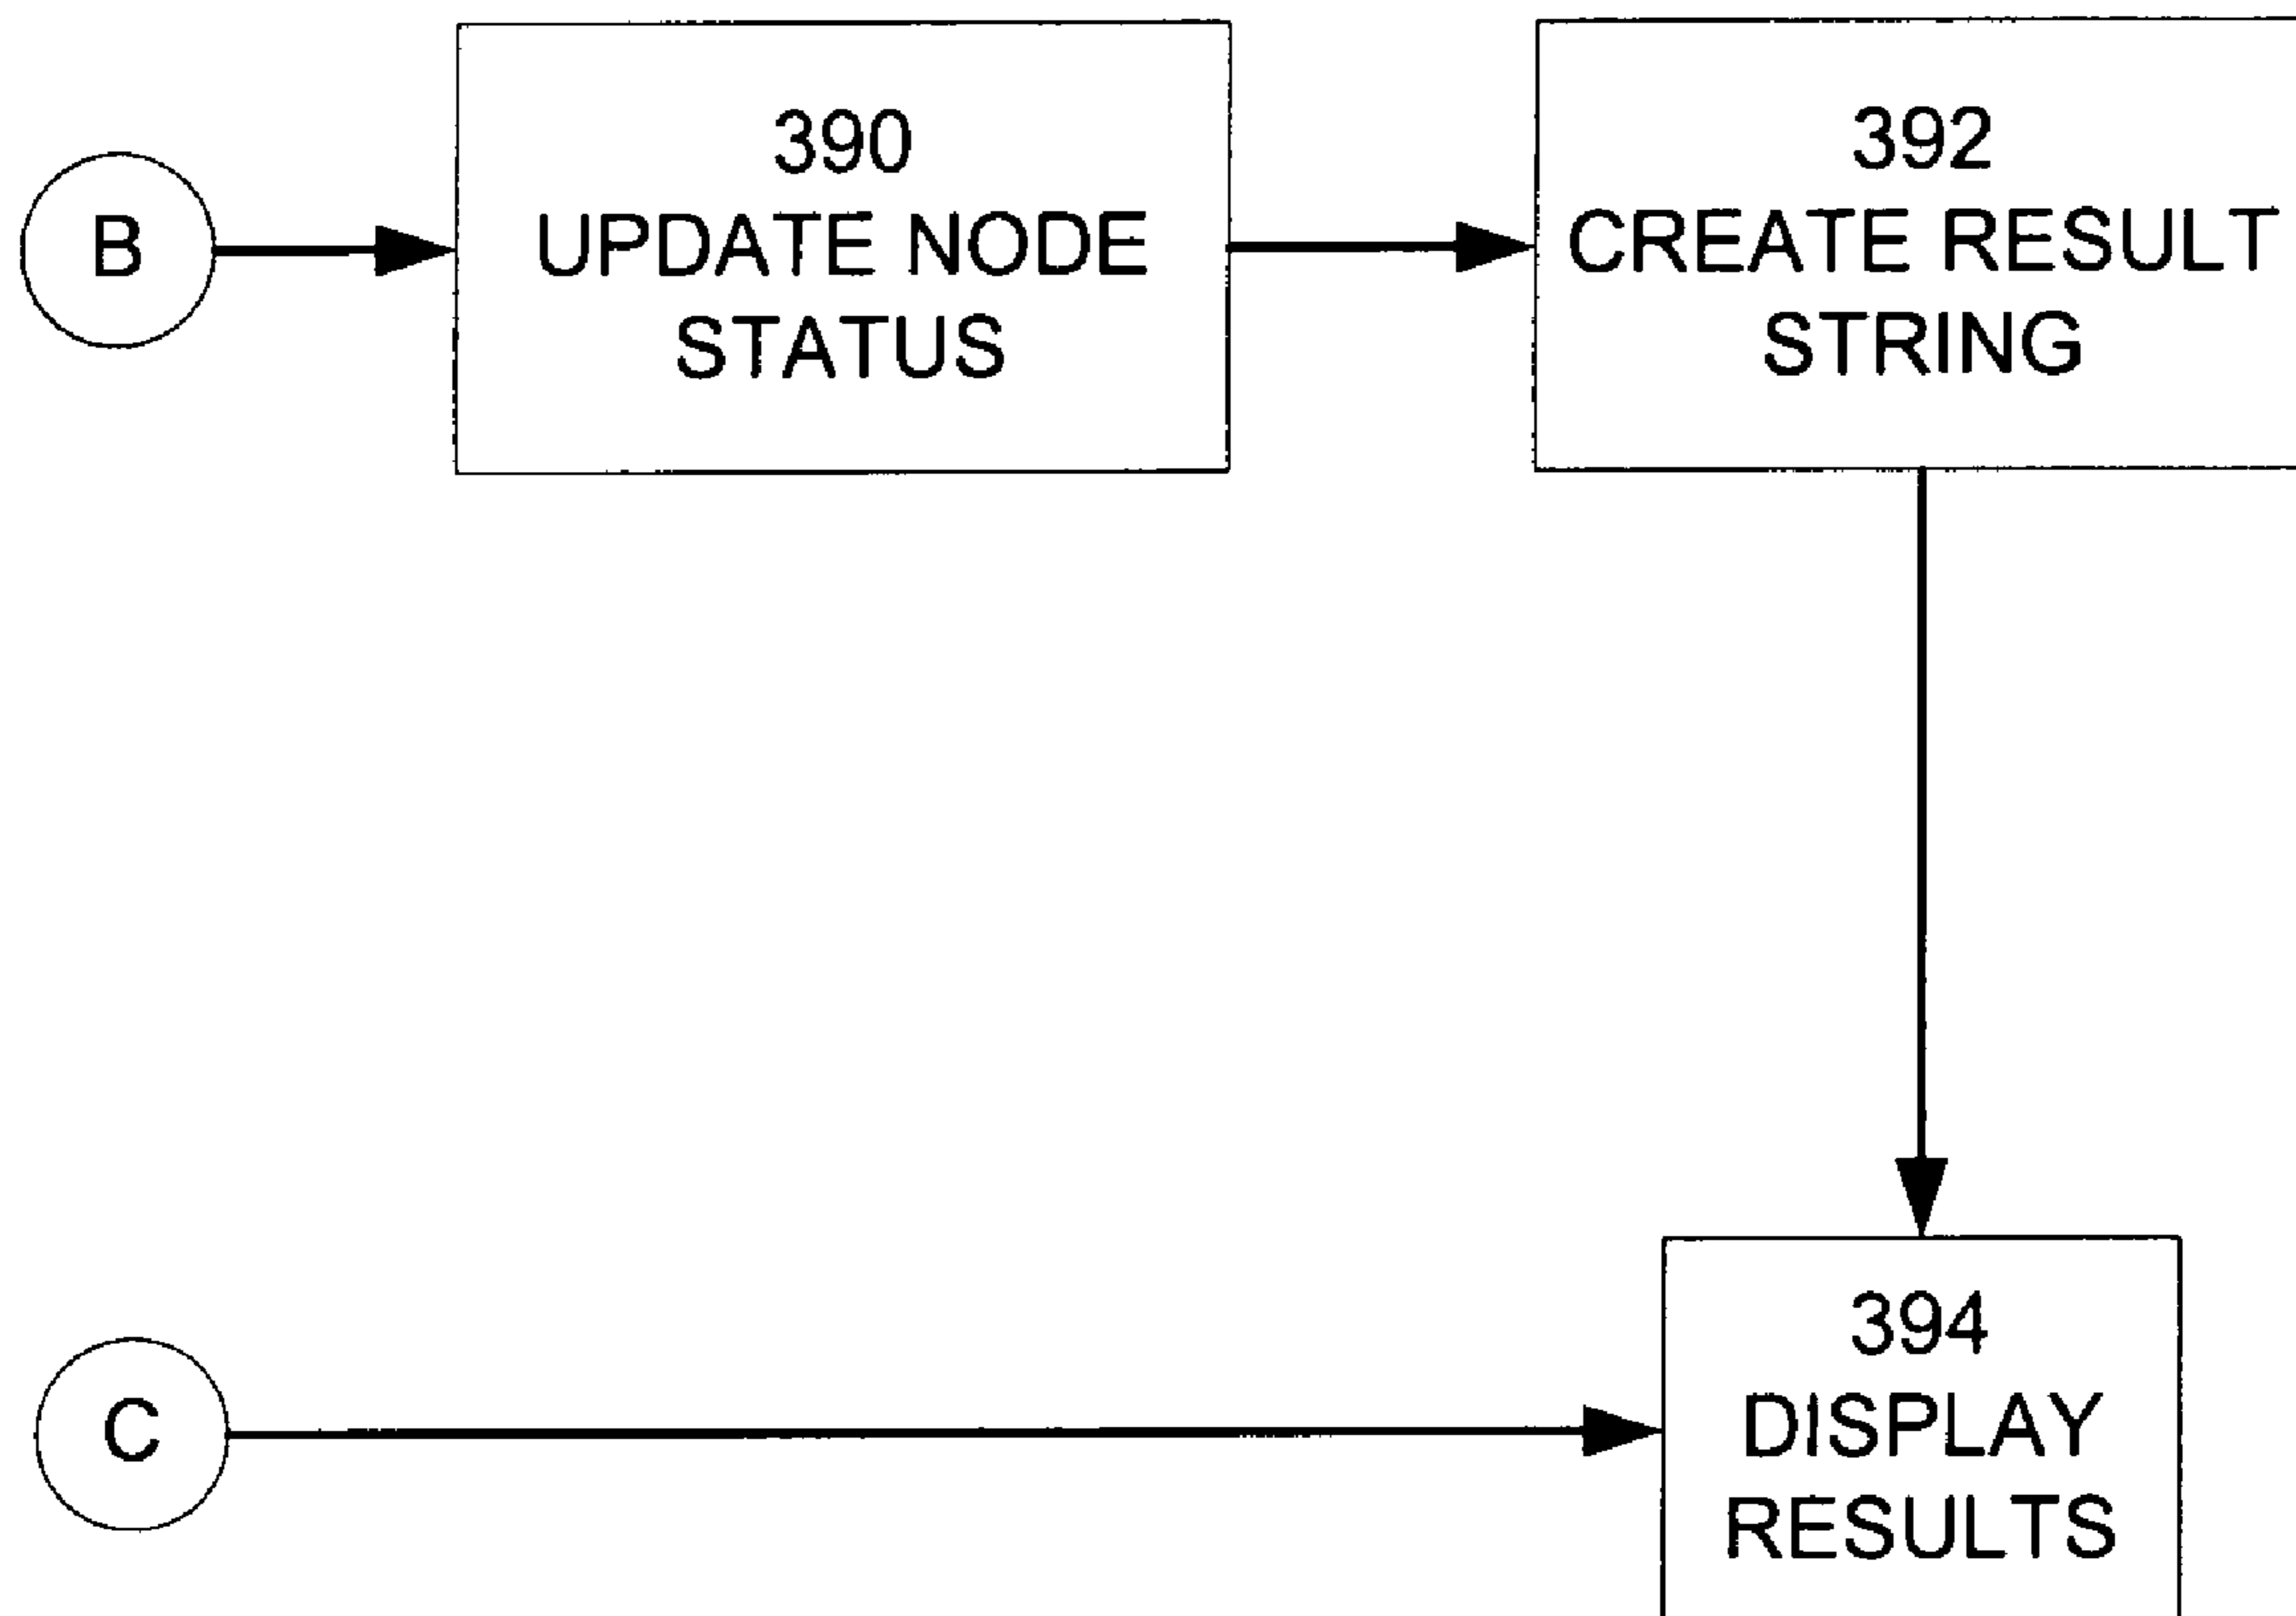 B
390
UPDATE NODE
STATUS
392
CREATE RESULT
STRING
C
394
DISPLAY
RESULTS